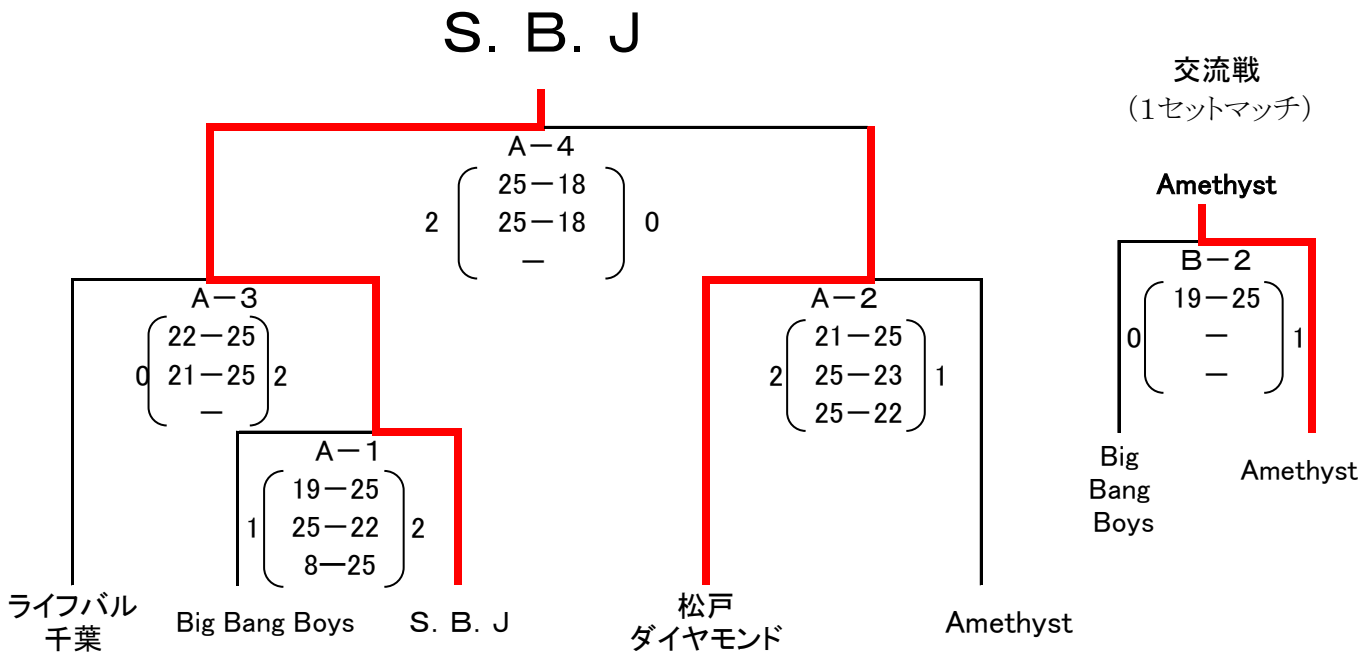 S. B. J
交流戦
(1セットマッチ)
A-4
25-18
2 25-18 0
-
Amethyst
B-2
19-25
0 - 1
-
Big
Bang
Boys
Amethyst
A-3
22-25
0 21-25 2
-
A-2
21-25
2 25-23 1
25-22
A-1
19-25
1 25-22 2
8-25
ライフバル
千葉
Big Bang Boys
S. B. J
松戸
ダイヤモンド
Amethyst